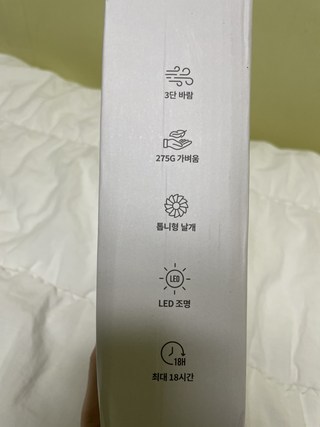 3단 바람
275G 가벼움
톱니형 날개
LED
LED 조명
18H
최대 18시간